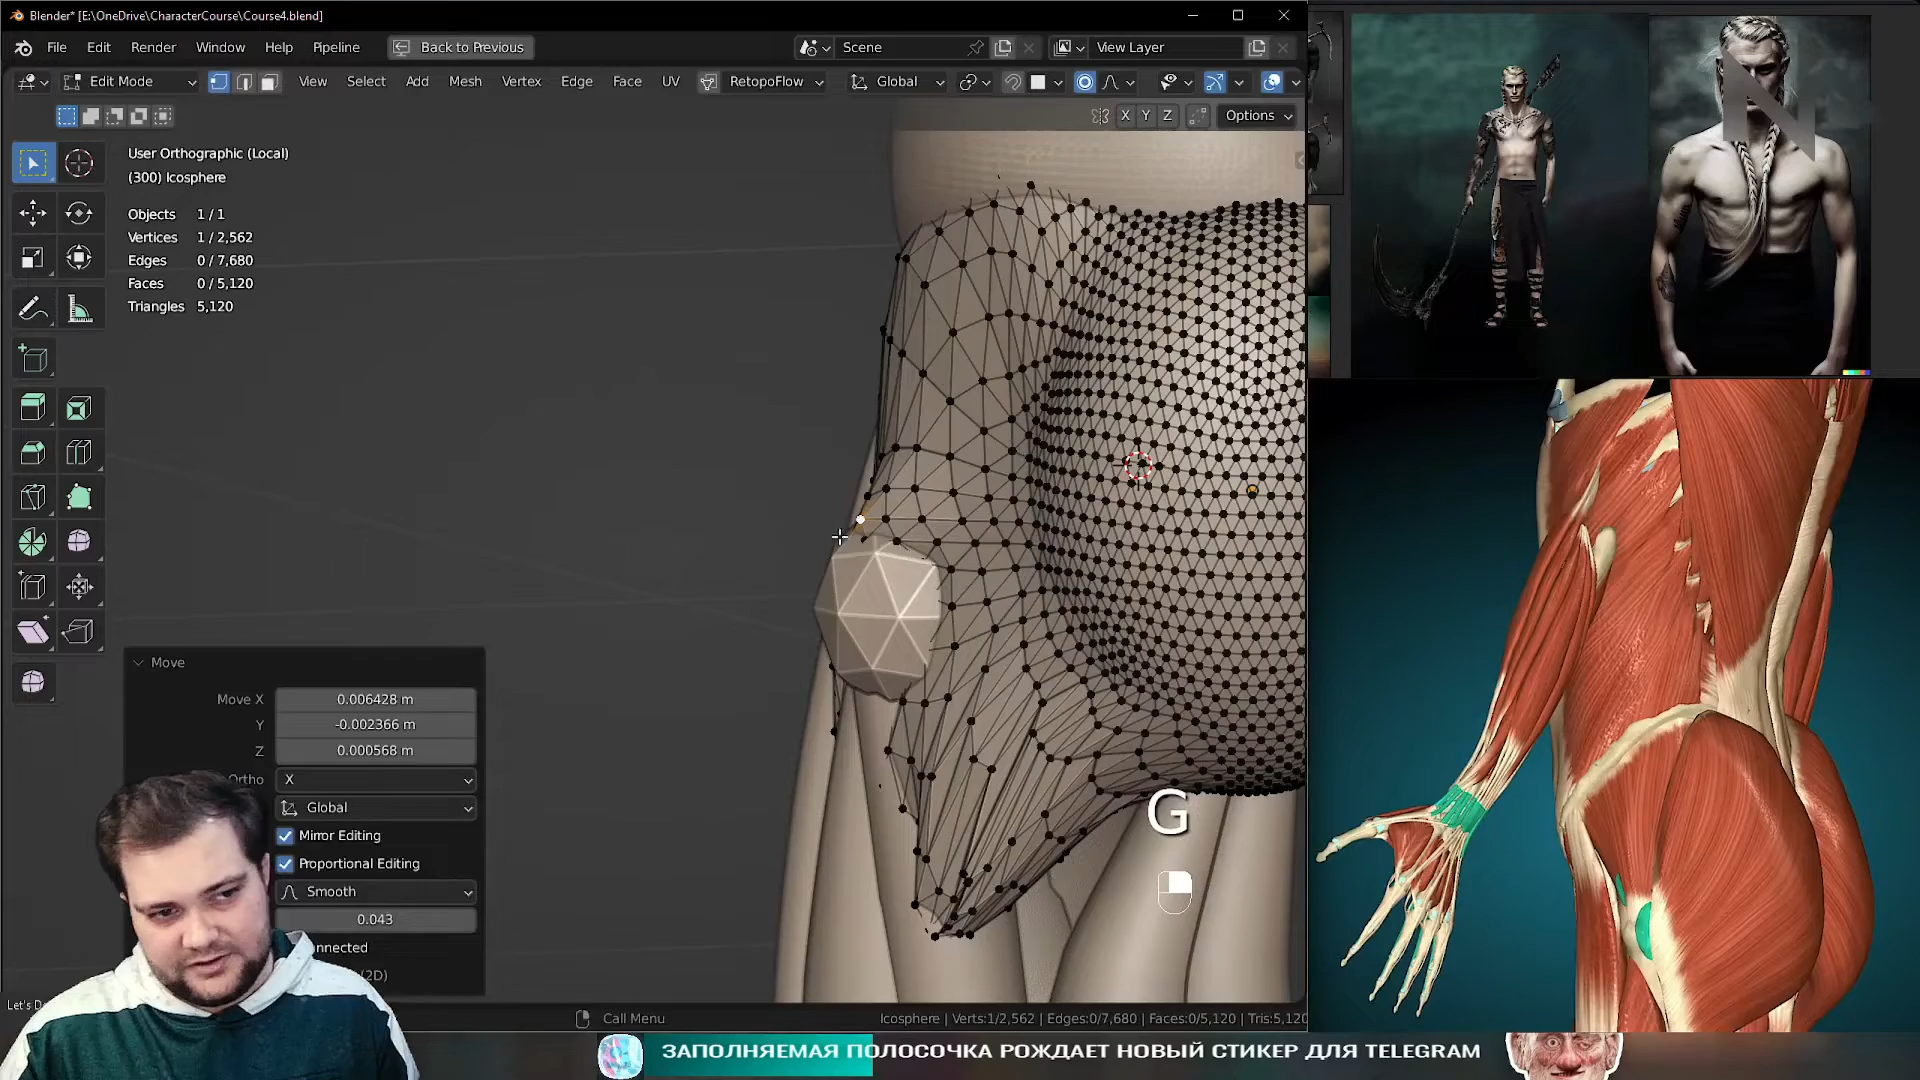 Blender* [E:\OneDrive\CharacterCourse\Course4.blend]
File Edit Render Window Help Pipeline Back to Previous Scene View Layer
Edit Mode View Select Add Mesh Vertex Edge Face UV RetopoFlow Global
X Y Z Options
User Orthographic (Local)
(300) Icosphere
Objects 1 / 1
Vertices 1 / 2,562
Edges 0 / 7,680
Faces 0 / 5,120
Triangles 5,120
Move
Move X 0.006428 m
Y -0.002366 m
Z 0.000568 m
Ortho X
Global
Mirror Editing
Proportional Editing
Smooth
0.043
nnected
(2D)
G
Let's D
Call Menu
Icosphere | Verts:1/2,562 | Edges:0/7,680 | Faces:0/5,120 | Tris:5,120
ЗАПОЛНЯЕМАЯ ПОЛОСОЧКА РОЖДАЕТ НОВЫЙ СТИКЕР ДЛЯ TELEGRAM